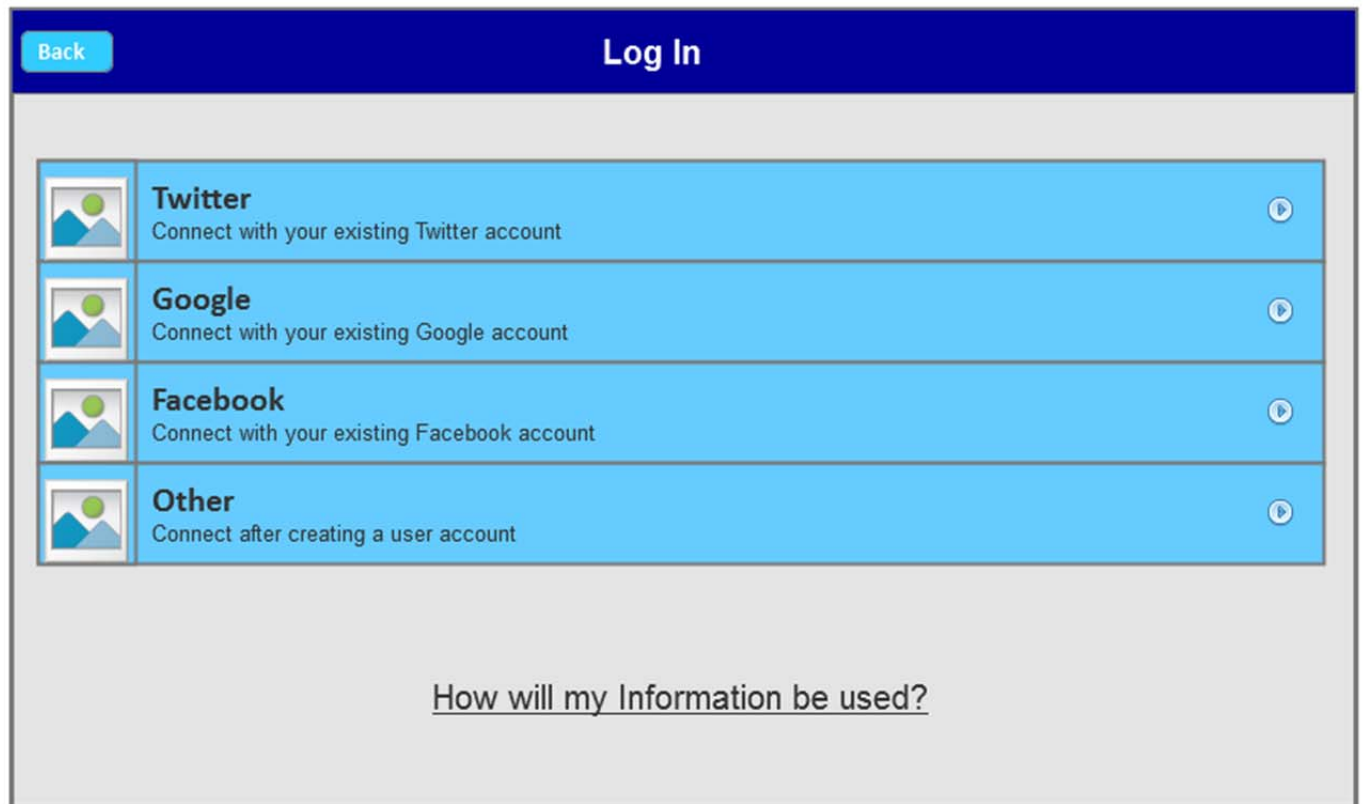 Back
Log In
Twitter
Connect with your existing Twitter account
Google
Connect with your existing Google account
Facebook
Connect with your existing Facebook account
Other
Connect after creating a user account
How will my Information be used?